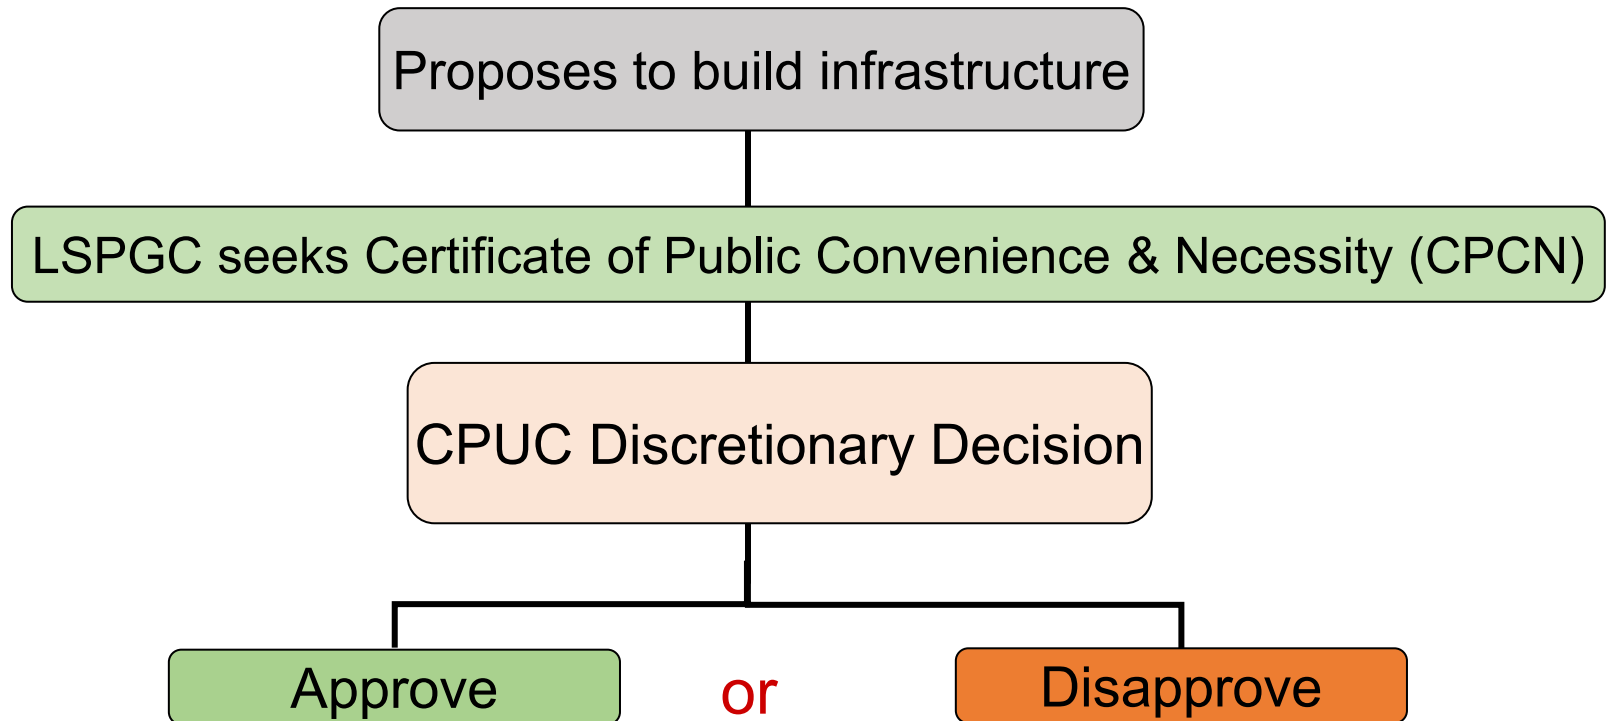 Proposes to build infrastructure
LSPGC seeks Certificate of Public Convenience & Necessity (CPCN)
CPUC Discretionary Decision
Approve
or
Disapprove